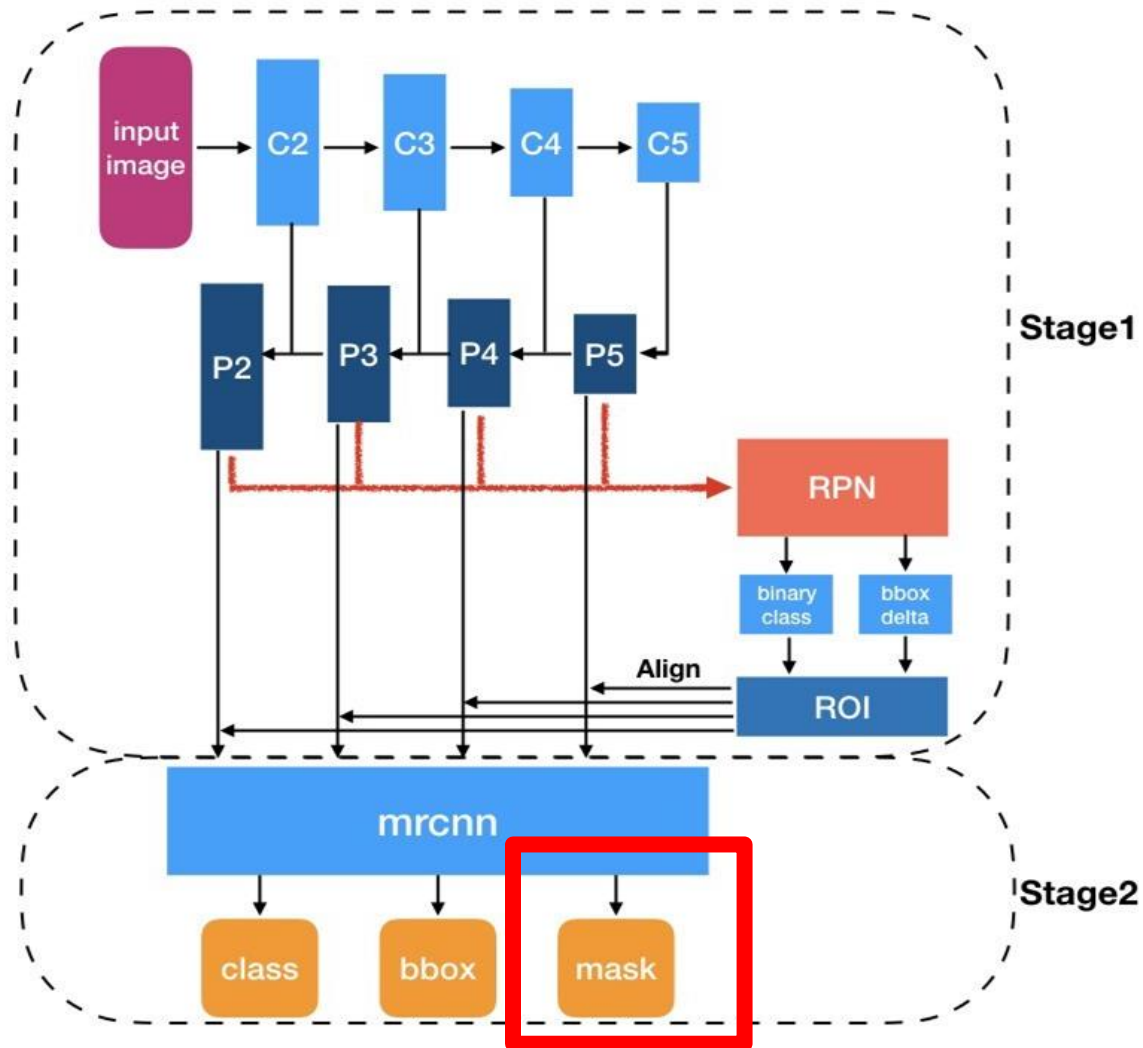 input
image
C2
C3
C4
C5
P2
P3
P4
P5
Stage1
RPN
binary
class
bbox
delta
Align
ROI
mrcnn
Stage2
class
bbox
mask